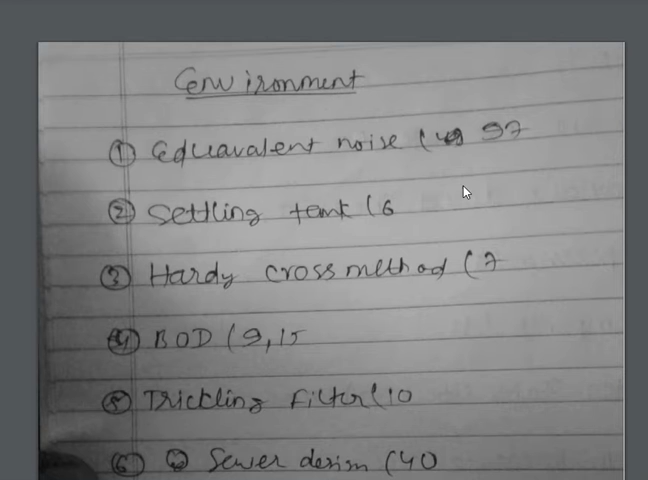 Environment
① Equavalent noise ( 97
② Settling tank (6
③ Hardy cross method (7
④ BOD (9,15
⑤ Trickling Filter (10
⑥ Sewer design (40